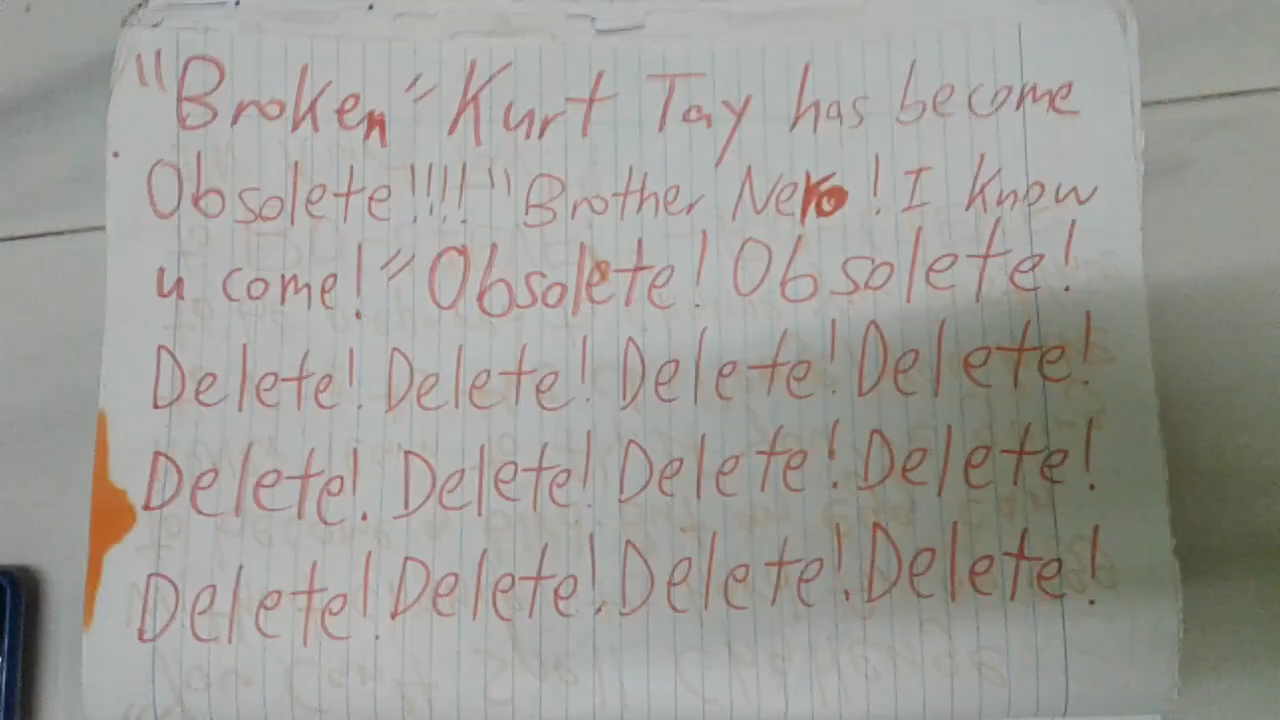 "Broken" Kurt Tay has become
Obsolete!!!! "Brother Nero! I know
u come!" Obsolete! Obsolete!
Delete! Delete! Delete! Delete!
Delete! Delete! Delete! Delete!
Delete! Delete! Delete! Delete!